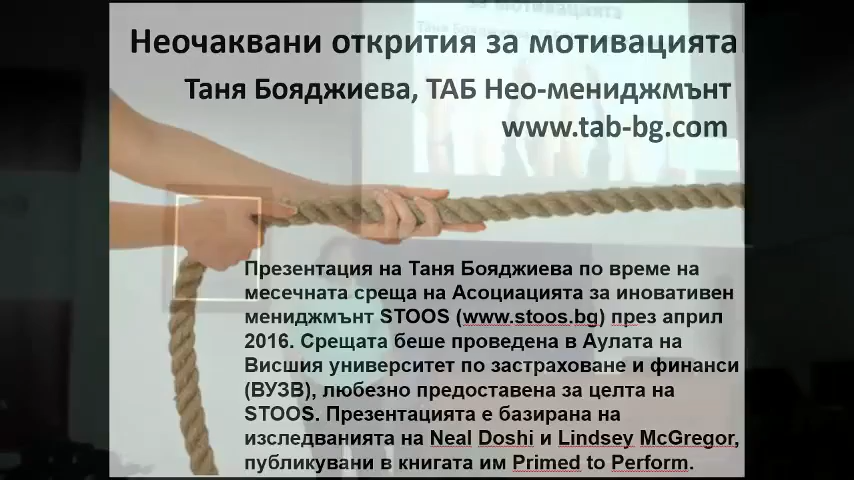 Неочаквани открития за мотивацията
Таня Бояджиева, ТАБ Нео-мениджмънт
www.tab-bg.com
Презентация на Таня Бояджиева по време на
месечната среща на Асоциацията за иновативен
мениджмънт STOOS (www.stoos.bg) през април
2016. Срещата беше проведена в Аулата на
Висшия университет по застраховане и финанси
(ВУЗВ), любезно предоставена за целта на
STOOS. Презентацията е базирана на
изследванията на Neal Doshi и Lindsey McGregor,
публикувани в книгата им Primed to Perform.